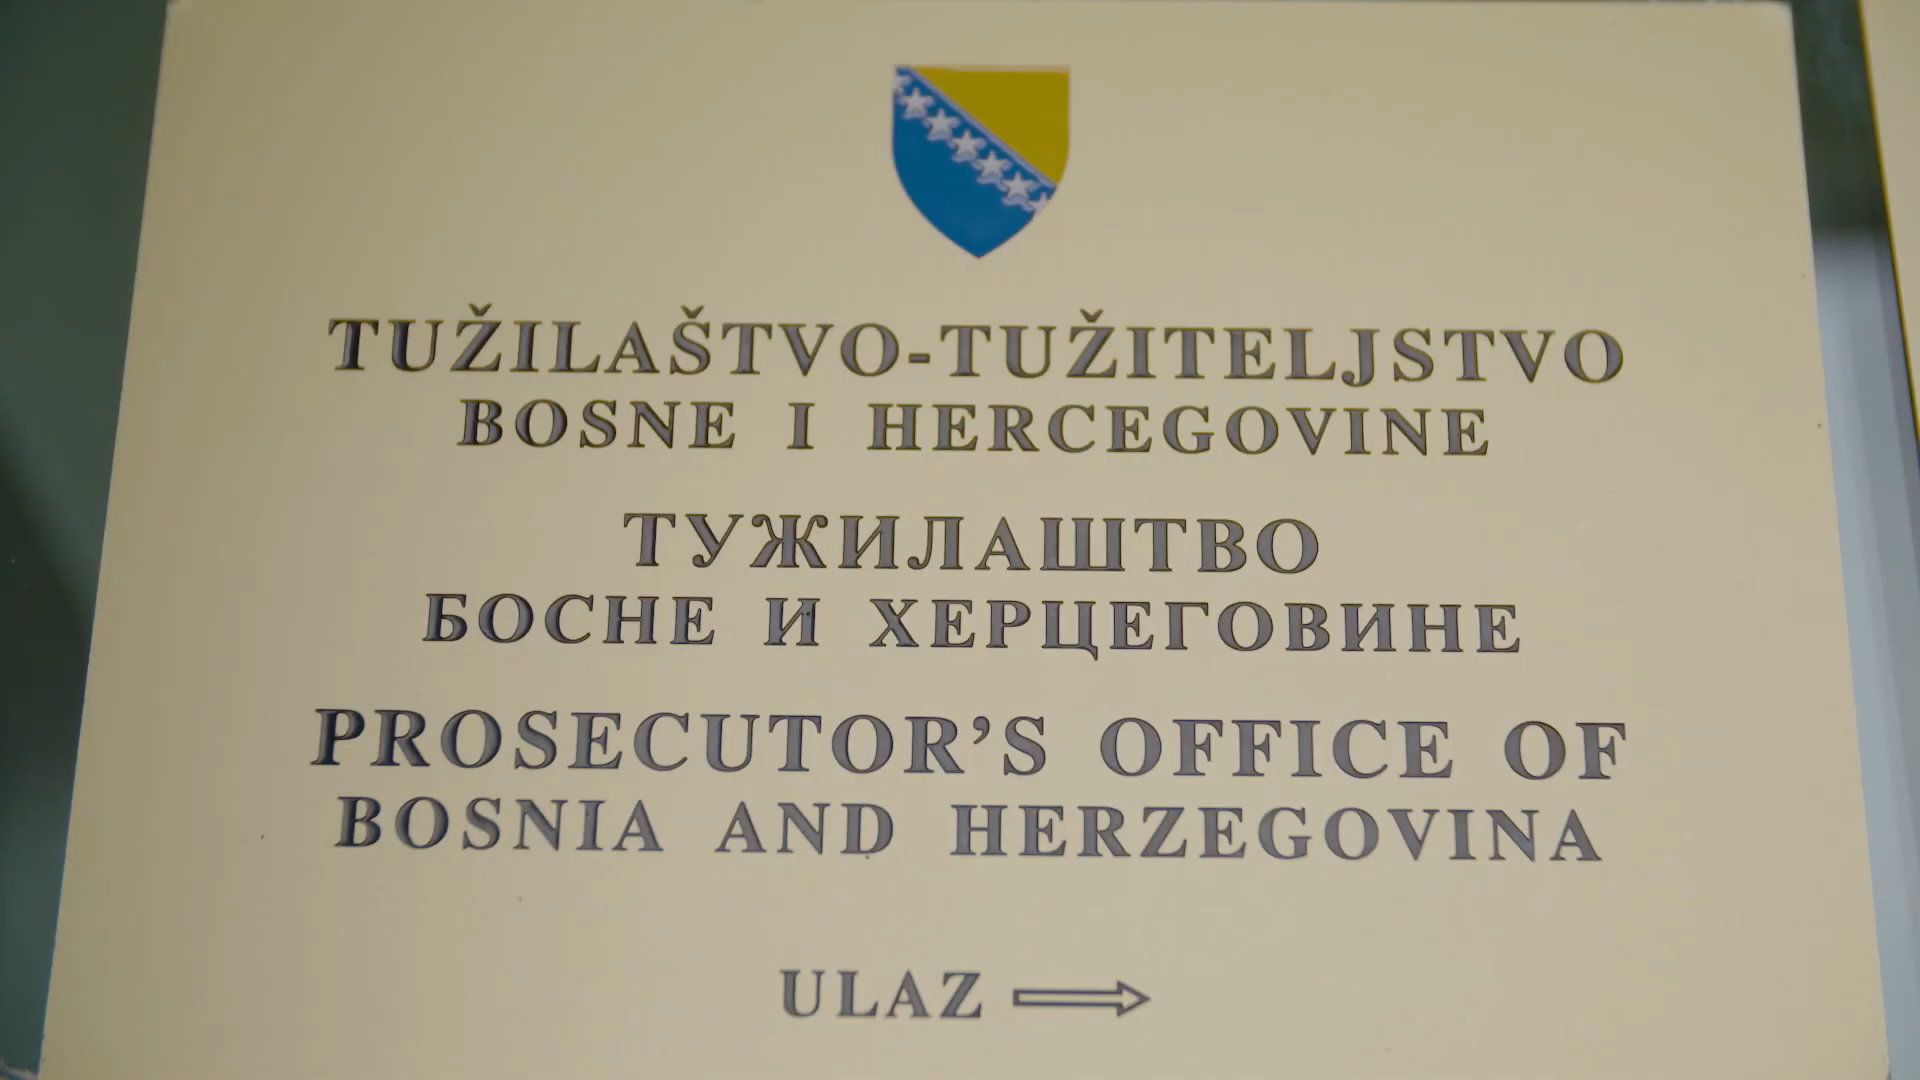 TUŽILAŠTVO-TUŽITELJSTVO
BOSNE I HERCEGOVINE
ТУЖИЛАШТВО
БОСНЕ И ХЕРЦЕГОВИНЕ
PROSECUTOR’S OFFICE OF
BOSNIA AND HERZEGOVINA
ULAZ